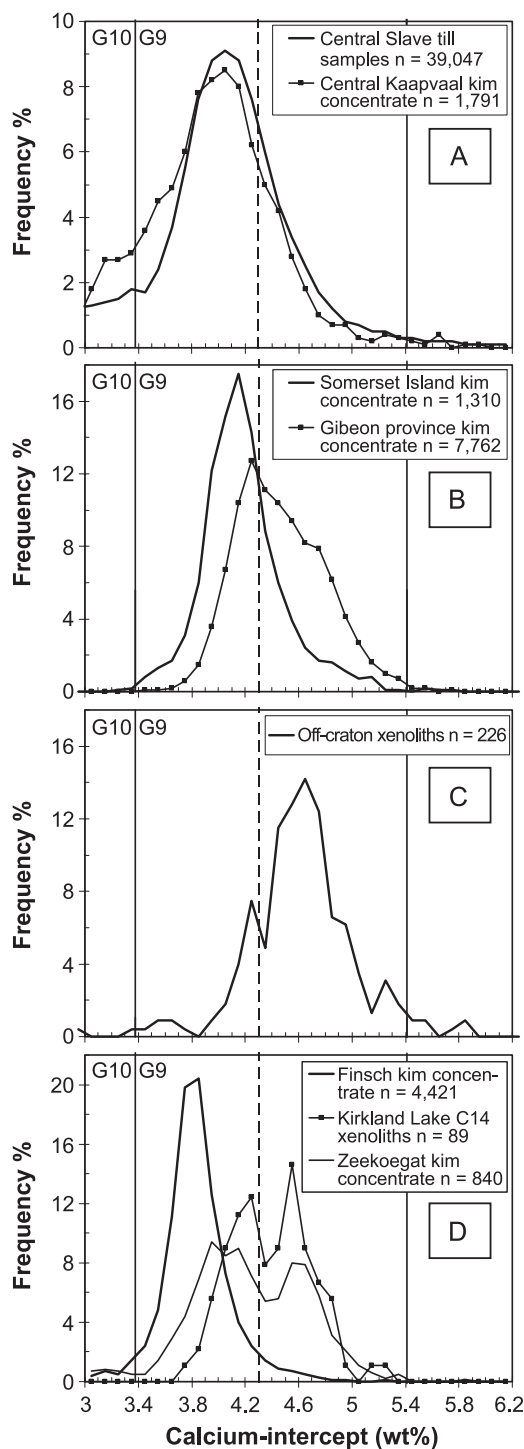 G10 G9
Central Slave till
samples n = 39,047
Central Kaapvaal kim
concentrate n = 1,791
A
Frequency %
10
8
6
4
2
0
G10 G9
Somerset Island kim
concentrate n = 1,310
Gibeon province kim
concentrate n = 7,762
B
Frequency %
16
12
8
4
0
G10 G9
Off-craton xenoliths n = 226
C
Frequency %
16
12
8
4
0
G10 G9
Finsch kim concen-
trate n = 4,421
Kirkland Lake C14
xenoliths n = 89
Zeekoegat kim
concentrate n = 840
D
Frequency %
20
16
12
8
4
0
3 3.4 3.8 4.2 4.6 5 5.4 5.8 6.2
Calcium-intercept (wt%)